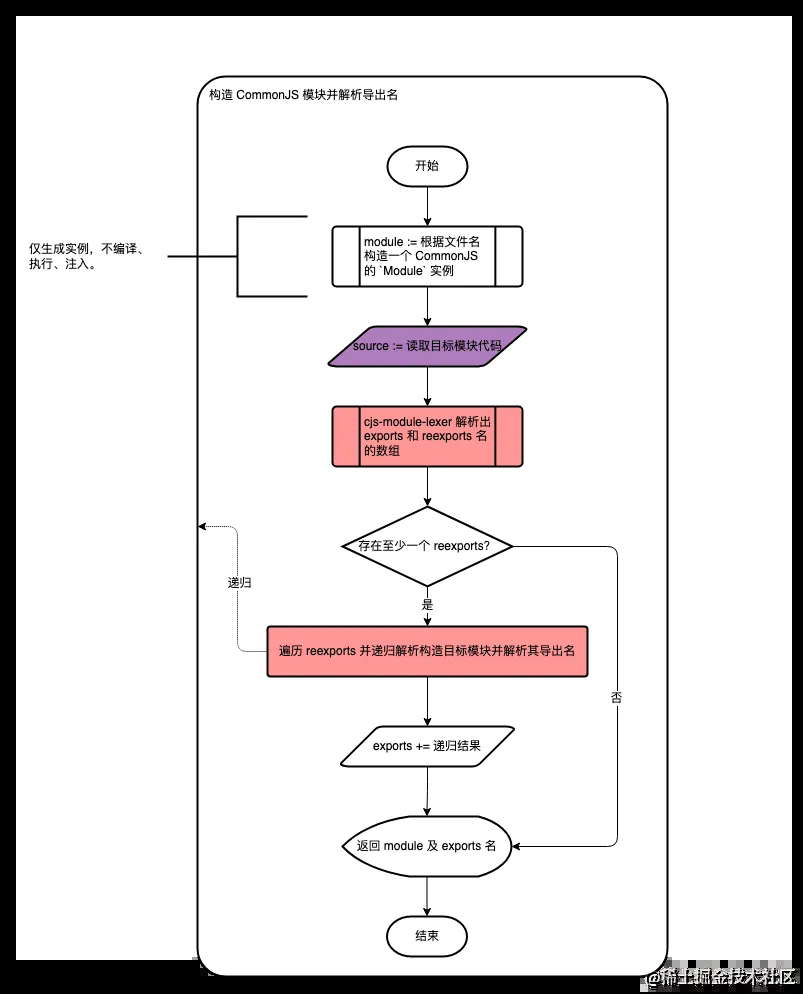 构造 CommonJS 模块并解析导出名
开始
仅生成实例，不编译、
执行、注入。
module := 根据文件名
构造一个 CommonJS
的 `Module` 实例
source := 读取目标模块代码
cjs-module-lexer 解析出
exports 和 reexports 名
的数组
存在至少一个 reexports?
递归
是
遍历 reexports 并递归解析构造目标模块并解析其导出名
否
exports += 递归结果
返回 module 及 exports 名
结束
@稀土掘金技术社区